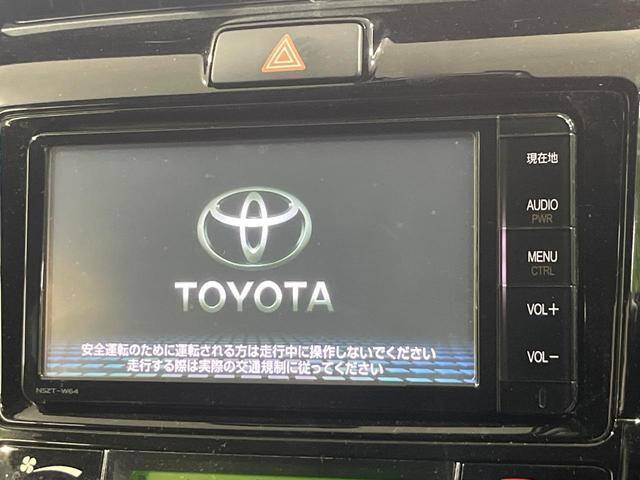 現在地
AUDIO
PWR
MENU
CTRL
VOL+
VOL−
TOYOTA
安全運転のために運転される方は走行中に操作しないでください
走行する際は実際の交通規制に従ってください
NSZT-W64